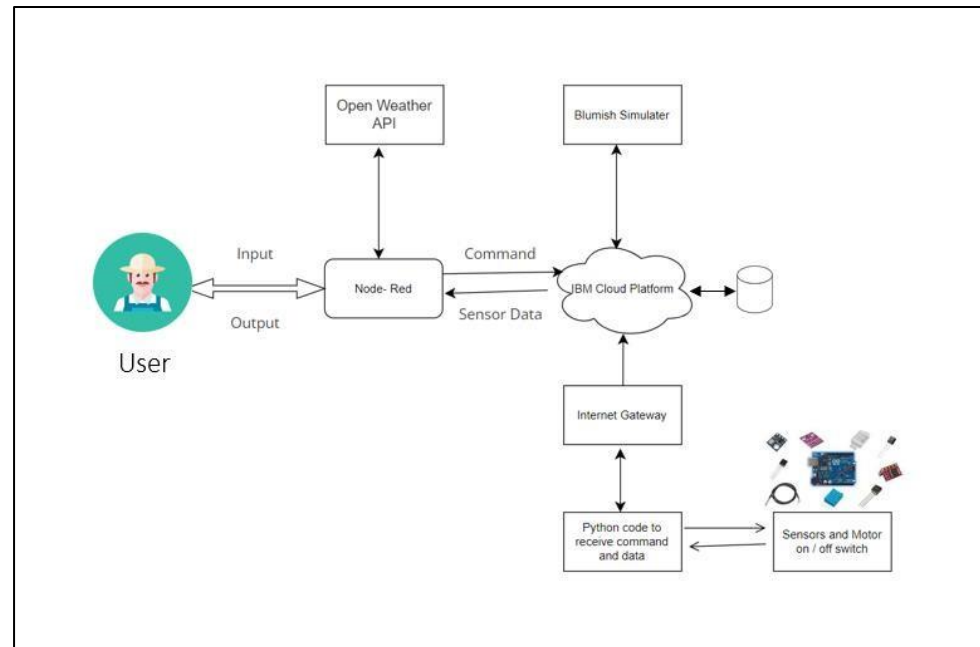 Open Weather
API
Blumish Simulater
Input
Output
User
Node- Red
Command
Sensor Data
IBM Cloud Platform
Internet Gateway
Python code to
receive command
and data
Sensors and Motor
on / off switch